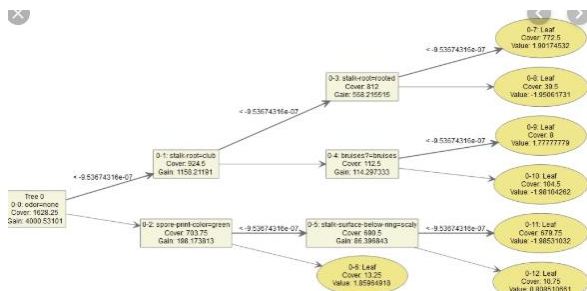 Tree 0
0-0: odor=none
Cover: 1628.25
Gain: 4000.53101
< -9.53674316e-07
0-1: stalk-root=club
Cover: 924.5
Gain: 1158.21191
< -9.53674316e-07
0-2: spore-print-color=green
Cover: 703.75
Gain: 198.173813
< -9.53674316e-07
0-3: stalk-root=rooted
Cover: 812
Gain: 558.215515
< -9.53674316e-07
0-4: bruises?=bruises
Cover: 112.5
Gain: 114.297333
< -9.53674316e-07
0-5: stalk-surface-below-ring=scaly
Cover: 690.5
Gain: 86.396843
< -9.53674316e-07
0-6: Leaf
Cover: 13.25
Value: 1.85964918
0-7: Leaf
Cover: 772.5
Value: 1.90174532
0-8: Leaf
Cover: 39.5
Value: -1.95061731
0-9: Leaf
Cover: 8
Value: 1.77777779
0-10: Leaf
Cover: 104.5
Value: -1.98104262
0-11: Leaf
Cover: 679.75
Value: -1.98531032
0-12: Leaf
Cover: 10.75
Value: 0.808510661